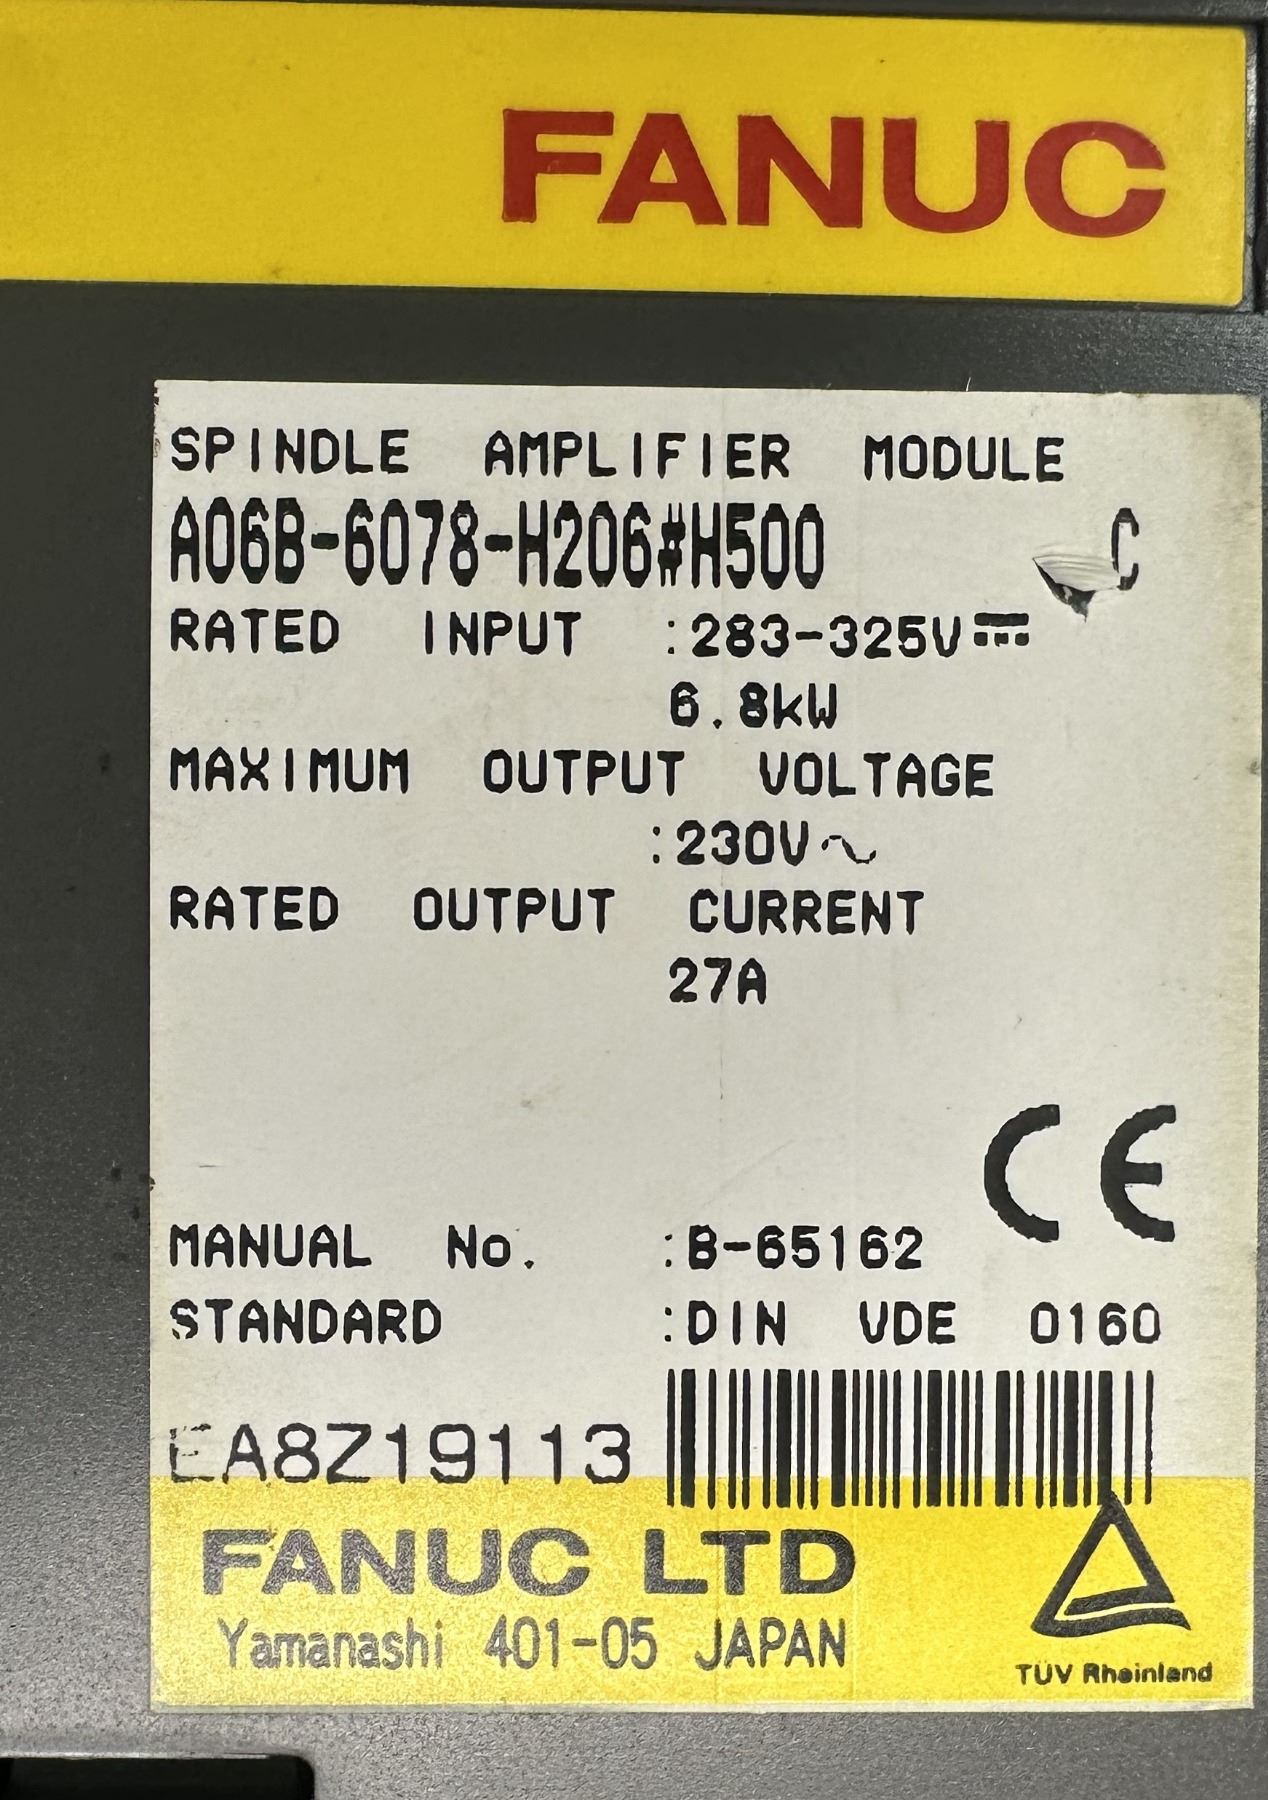 FANUC
SPINDLE AMPLIFIER MODULE
A06B-6078-H206#H500 C
RATED INPUT :283-325V⎓
6.8kW
MAXIMUM OUTPUT VOLTAGE
:230V∿
RATED OUTPUT CURRENT
27A
CE
MANUAL No. :B-65162
STANDARD :DIN VDE 0160
EA8Z19113
FANUC LTD
Yamanashi 401-05 JAPAN
TÜV Rheinland